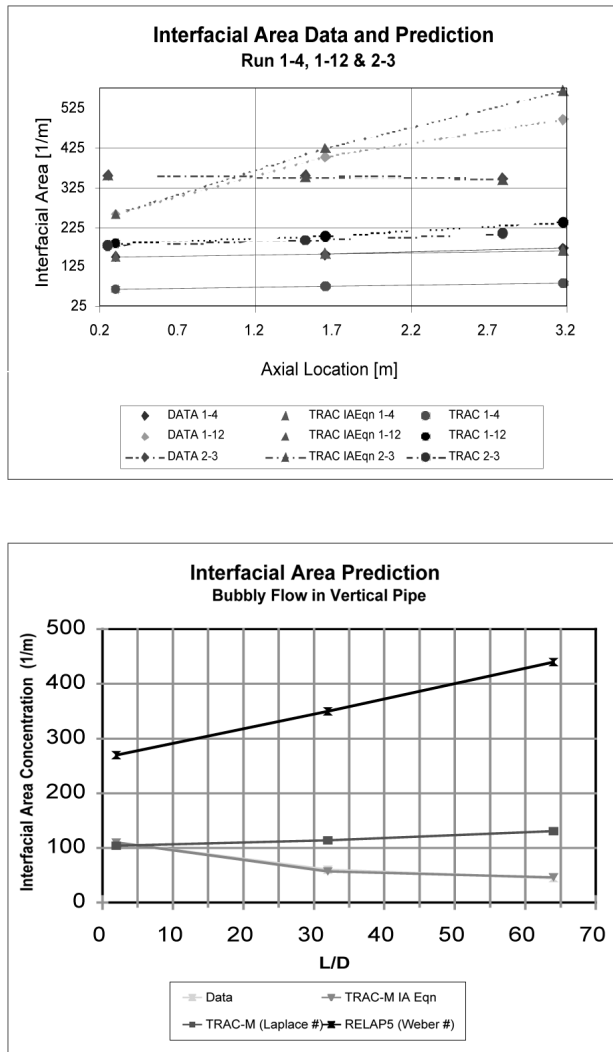 Interfacial Area Data and Prediction
Run 1-4, 1-12 & 2-3
Interfacial Area [1/m]
525
425
325
225
125
25
0.2 0.7 1.2 1.7 2.2 2.7 3.2
Axial Location [m]
DATA 1-4 TRAC IAEqn 1-4 TRAC 1-4
DATA 1-12 TRAC IAEqn 1-12 TRAC 1-12
DATA 2-3 TRAC IAEqn 2-3 TRAC 2-3
Interfacial Area Prediction
Bubbly Flow in Vertical Pipe
Interfacial Area Concentration (1/m)
500
400
300
200
100
0
0 10 20 30 40 50 60 70
L/D
Data TRAC-M IA Eqn
TRAC-M (Laplace #) RELAP5 (Weber #)